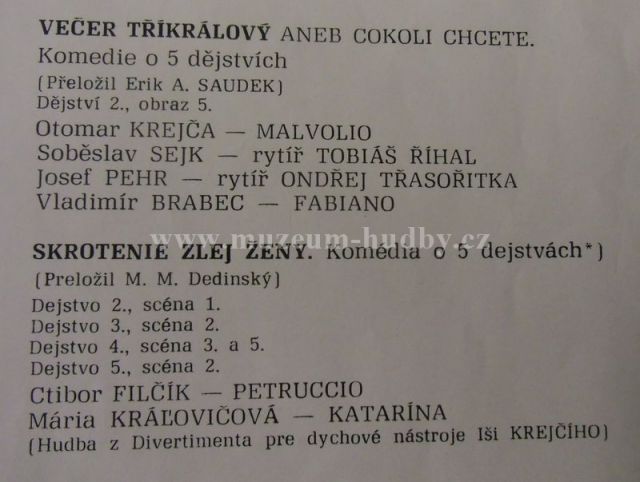 VEČER TŘÍKRÁLOVÝ ANEB COKOLI CHCETE.
Komedie o 5 dějstvích
(Přeložil Erik A. SAUDEK)
Dějství 2., obraz 5.
Otomar KREJČA — MALVOLIO
Soběslav SEJK — rytíř TOBIÁŠ ŘÍHAL
Josef PEHR — rytíř ONDŘEJ TŘASOŘITKA
Vladimír BRABEC — FABIANO
www.muzeum-hudby.cz
SKROTENIE ZLEJ ŽENY. Komédia o 5 dejstvách*)
(Preložil M. M. Dedinský)
Dejstvo 2., scéna 1.
Dejstvo 3., scéna 2.
Dejstvo 4., scéna 3. a 5.
Dejstvo 5., scéna 2.
Ctibor FILČÍK — PETRUCCIO
Mária KRÁĽOVIČOVÁ — KATARÍNA
(Hudba z Divertimenta pre dychové nástroje Iši KREJČÍHO)